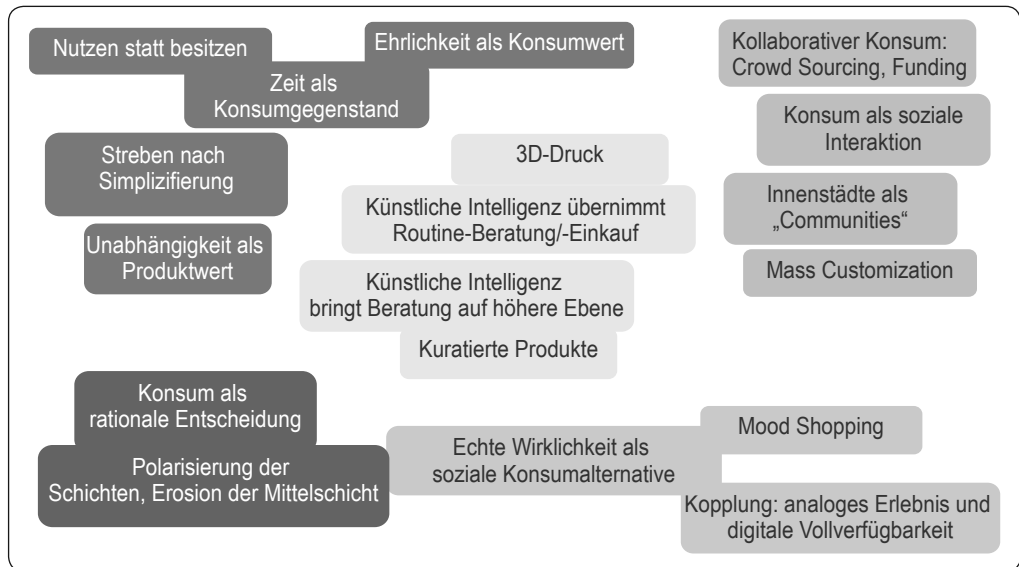 Nutzen statt besitzen
Ehrlichkeit als Konsumwert
Zeit als
Konsumgegenstand
Streben nach
Simplizifierung
Unabhängigkeit als
Produktwert
3D-Druck
Künstliche Intelligenz übernimmt
Routine-Beratung/-Einkauf
Künstliche Intelligenz
bringt Beratung auf höhere Ebene
Kuratierte Produkte
Kollaborativer Konsum:
Crowd Sourcing, Funding
Konsum als soziale
Interaktion
Innenstädte als
„Communities“
Mass Customization
Konsum als
rationale Entscheidung
Polarisierung der
Schichten, Erosion der Mittelschicht
Echte Wirklichkeit als
soziale Konsumalternative
Mood Shopping
Kopplung: analoges Erlebnis und
digitale Vollverfügbarkeit